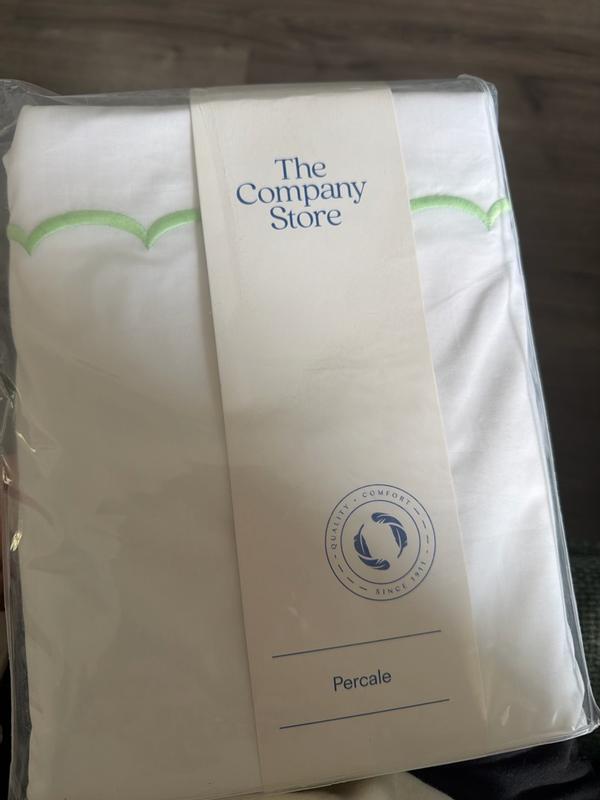 The
Company
Store
QUALITY · COMFORT
SINCE 1911
Percale